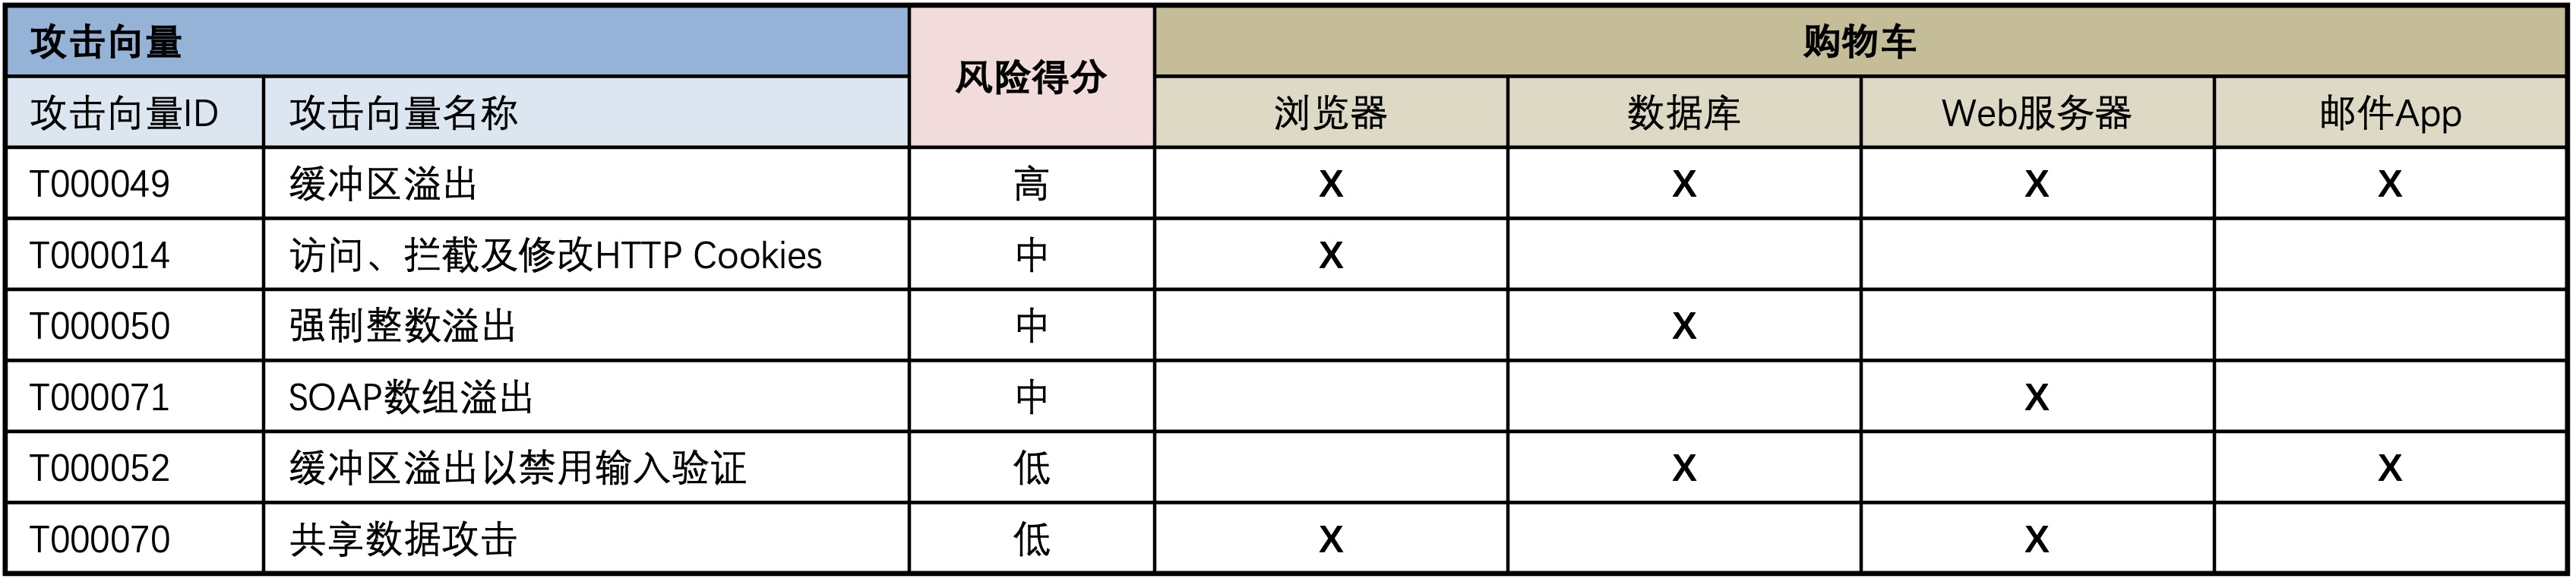 攻击向量 风险得分 购物车
攻击向量ID 攻击向量名称 浏览器 数据库 Web服务器 邮件App
T000049 缓冲区溢出 高 X X X X
T000014 访问、拦截及修改HTTP Cookies 中 X
T000050 强制整数溢出 中 X
T000071 SOAP数组溢出 中 X
T000052 缓冲区溢出以禁用输入验证 低 X X
T000070 共享数据攻击 低 X X